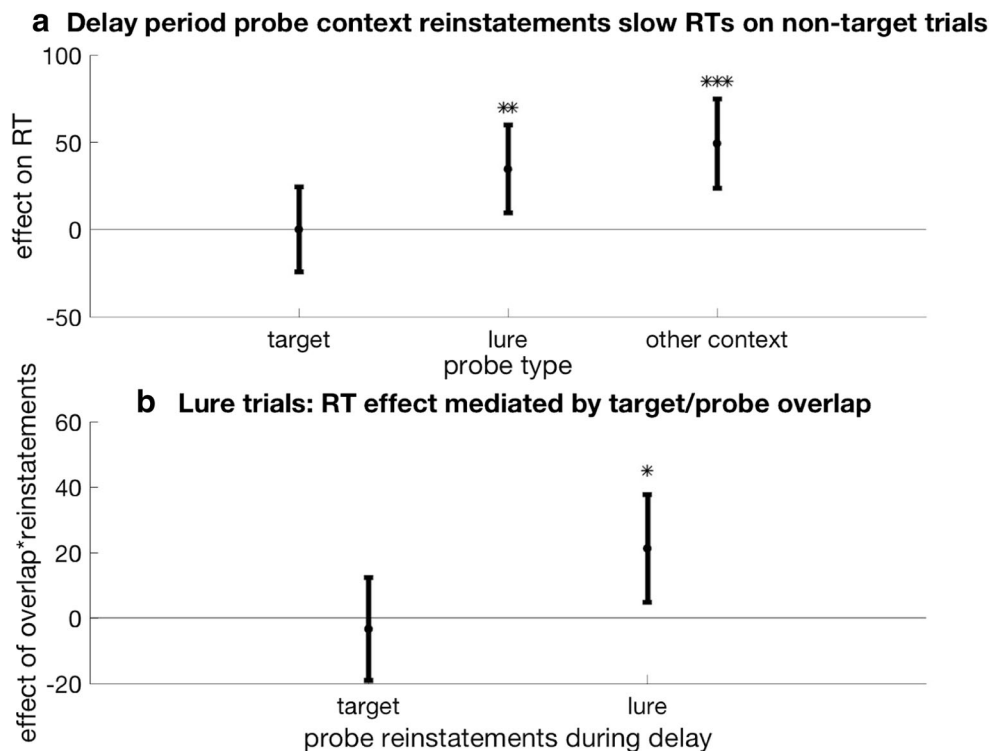 a Delay period probe context reinstatements slow RTs on non-target trials
100
50
0
-50
effect on RT
**
***
target lure other context
probe type
b Lure trials: RT effect mediated by target/probe overlap
60
40
20
0
-20
effect of overlap*reinstatements
*
target lure
probe reinstatements during delay